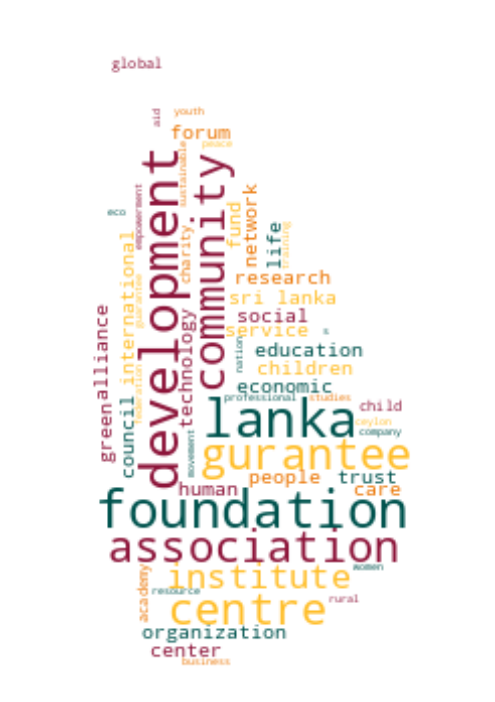 global
aid
youth
forum
peace
sustainable
development
community
eco
empowerment
network
fund
life
training
charity
international
guarantee
research
sri lanka
social
service
s
alliance
technology
nation
education
children
economic
green
council
federation
movement
professional
studies
lanka
child
ceylon
company
gurantee
people
trust
human
care
foundation
association
academy
institute
women
resource
centre
rural
organization
center
business